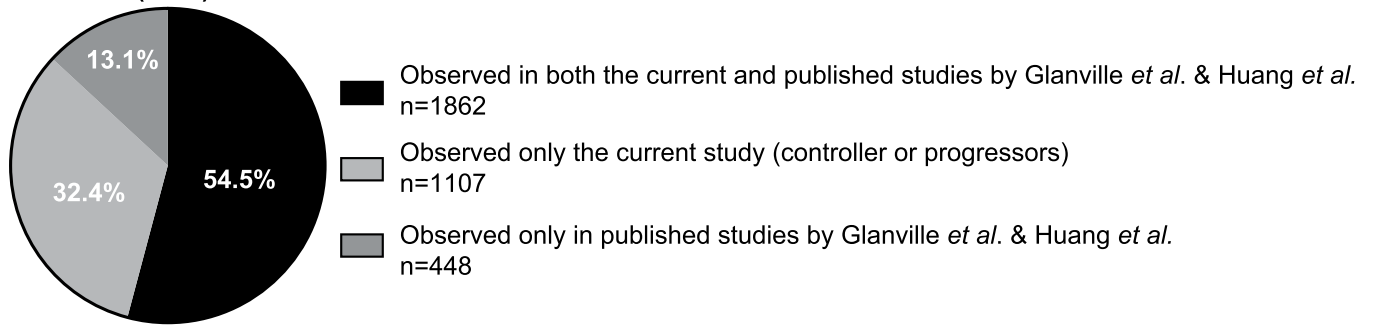 13.1%
32.4%
54.5%
Observed in both the current and published studies by Glanville et al. & Huang et al.
n=1862
Observed only the current study (controller or progressors)
n=1107
Observed only in published studies by Glanville et al. & Huang et al.
n=448